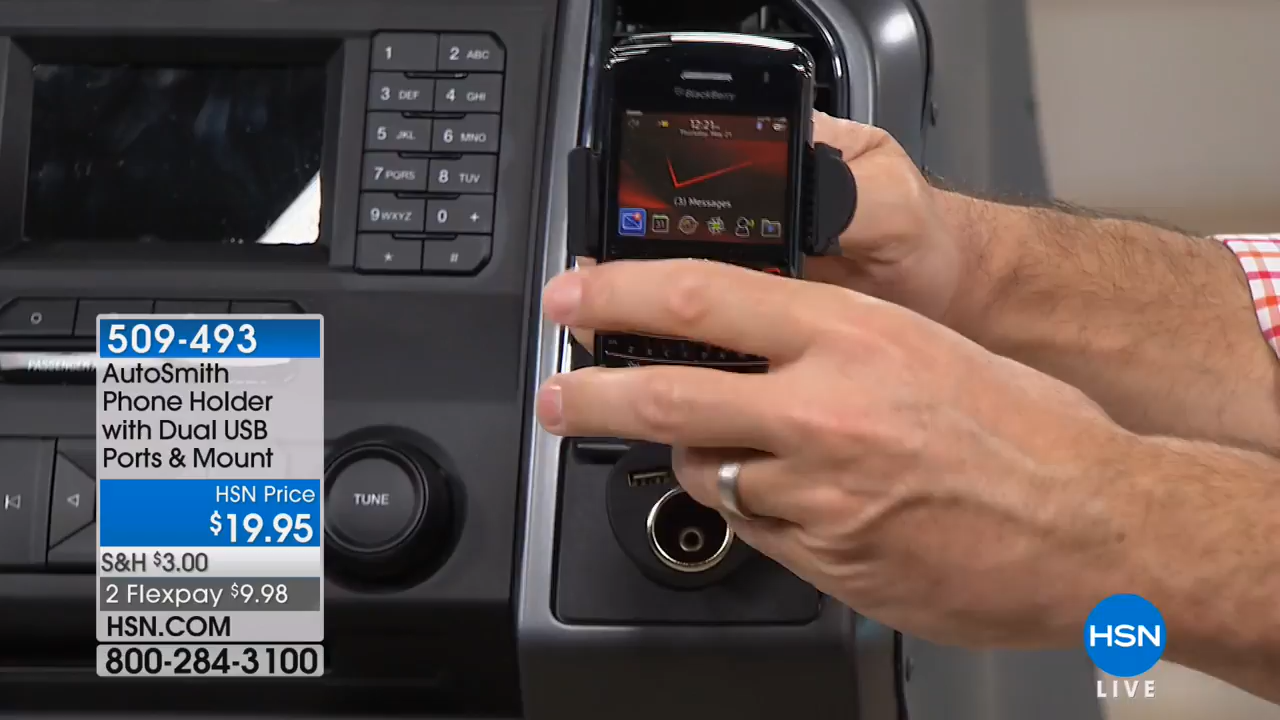 1
2 ABC
3 DEF
4 GHI
5 JKL
6 MNO
7 PQRS
8 TUV
9 WXYZ
0 +
*
#
BlackBerry
12:21
(3) Messages
31
PASSENGER
TUNE
509-493
AutoSmith
Phone Holder
with Dual USB
Ports & Mount
HSN Price
$19.95
S&H $3.00
2 Flexpay $9.98
HSN.COM
800-284-3100
HSN
LIVE